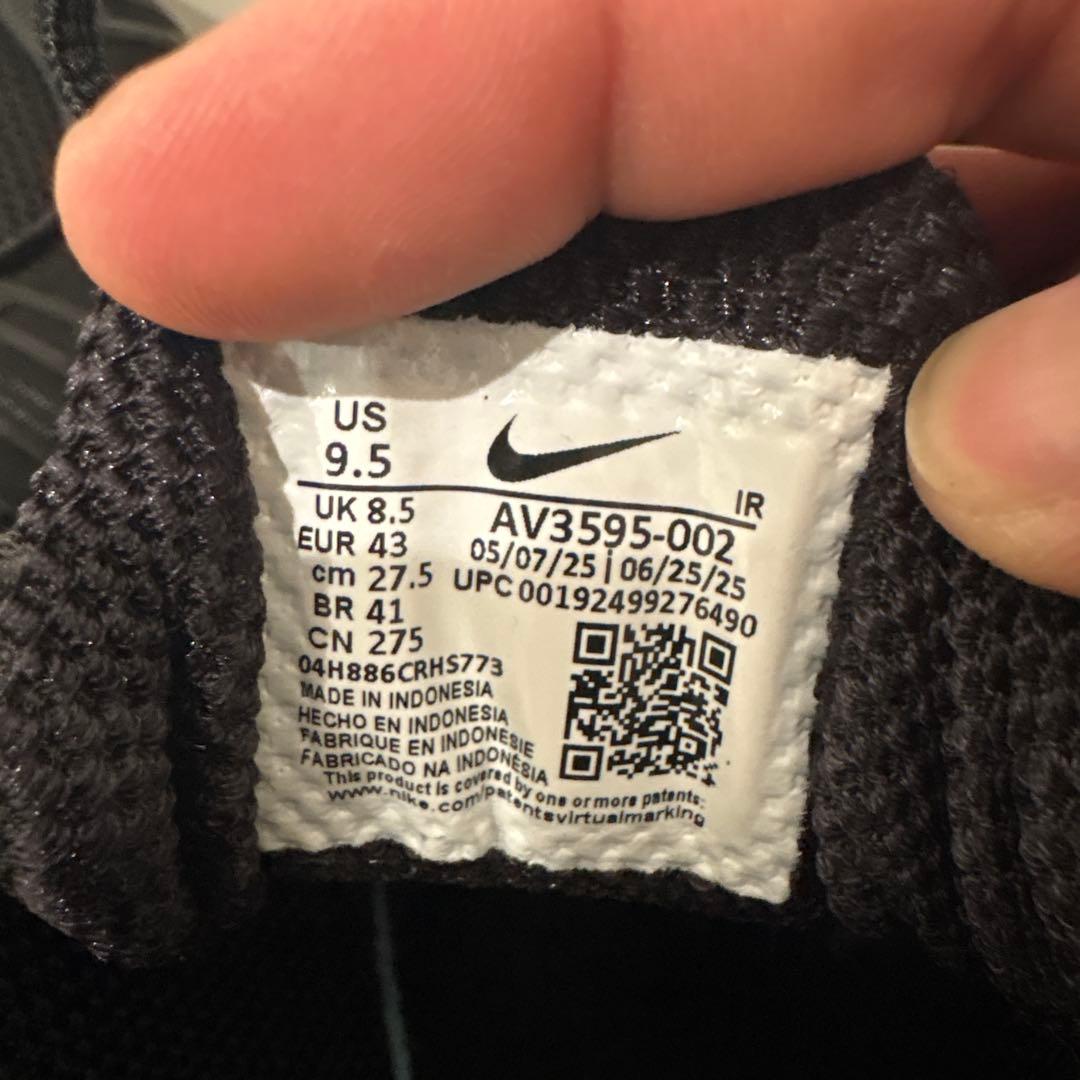 US
9.5
IR
UK 8.5
EUR 43
cm 27.5
BR 41
CN 275
AV3595-002
05/07/25 | 06/25/25
UPC 00192499276490
04H886CRHS773
MADE IN INDONESIA
HECHO EN INDONESIA
FABRIQUE EN INDONESIE
FABRICADO NA INDONÉSIA
This product is covered by one or more patents:
www.nike.com/patentsvirtualmarking